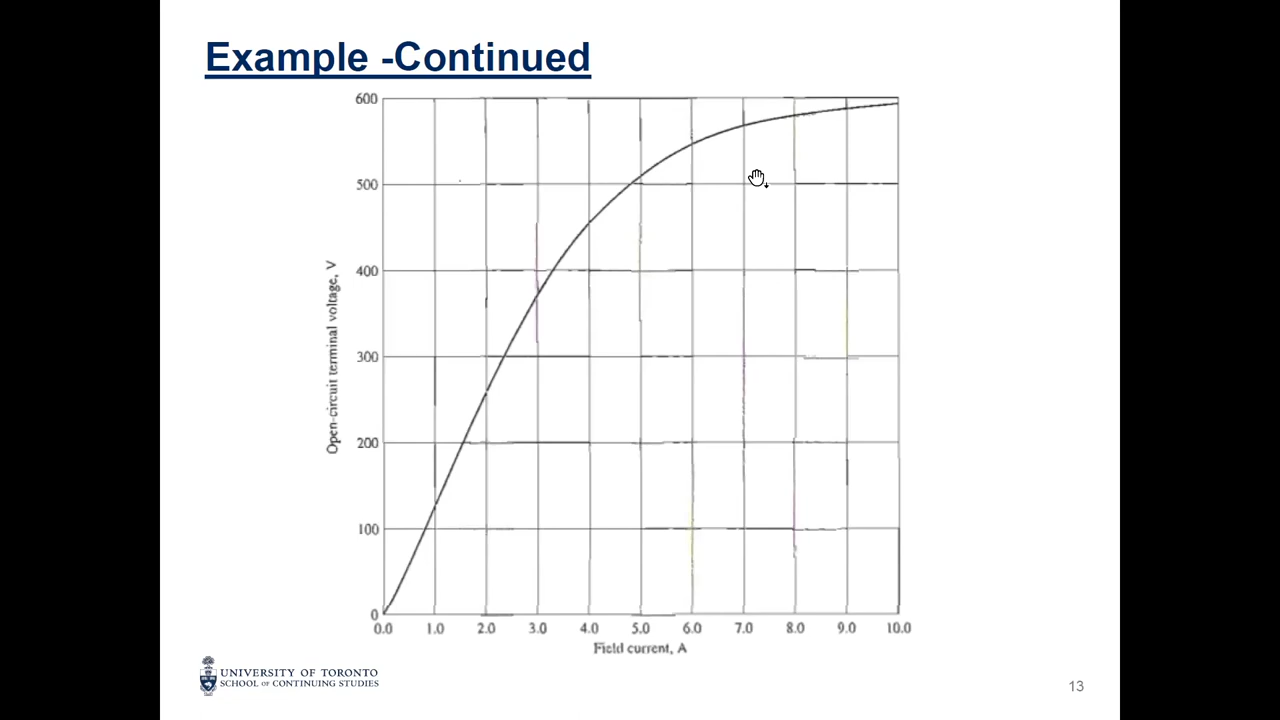 Example -Continued
600
500
400
300
200
100
0
Open-circuit terminal voltage, V
0.0 1.0 2.0 3.0 4.0 5.0 6.0 7.0 8.0 9.0 10.0
Field current, A
UNIVERSITY OF TORONTO
SCHOOL OF CONTINUING STUDIES
13